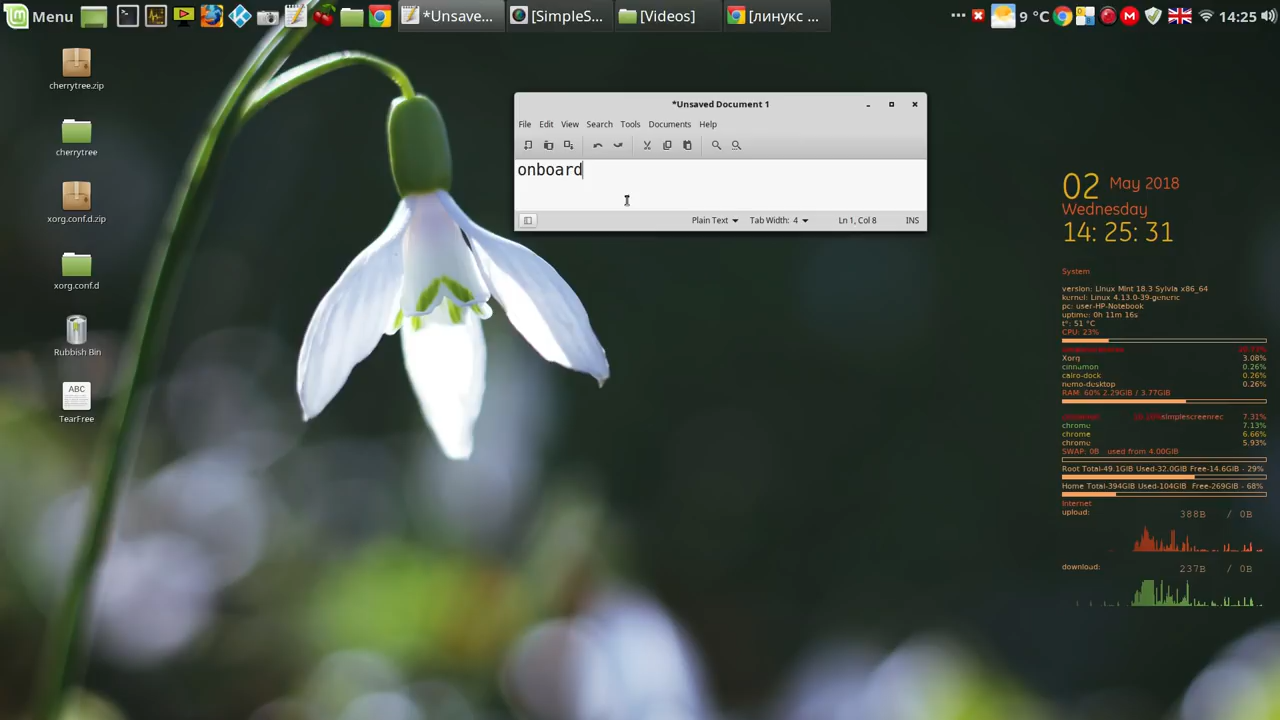 Menu
*Unsave...
[SimpleS...
[Videos]
[линукс ...
9 °C
14:25
cherrytree.zip
cherrytree
xorg.conf.d.zip
xorg.conf.d
Rubbish Bin
ABC
TearFree
*Unsaved Document 1
File Edit View Search Tools Documents Help
onboard
Plain Text Tab Width: 4 Ln 1, Col 8 INS
02 May 2018
Wednesday
14: 25: 31
System
version: Linux Mint 18.3 Sylvia x86_64
kernel: Linux 4.13.0-39-generic
pc: user-HP-Notebook
uptime: 0h 11m 16s
t°: 51 °C
CPU: 23%
Xorg 3.08%
cinnamon 0.26%
cairo-dock 0.26%
nemo-desktop 0.26%
RAM 60% 2.29GiB / 3.77GiB
simplescreenrec 7.31%
chrome 7.13%
chrome 6.66%
chrome 5.93%
SWAP: 0B used from 4.00GiB
Root Total-49.1GiB Used-32.0GiB Free-14.6GiB - 29%
Home Total-394GiB Used-104GiB Free-269GiB - 68%
Internet
upload: 388B / 0B
download: 237B / 0B